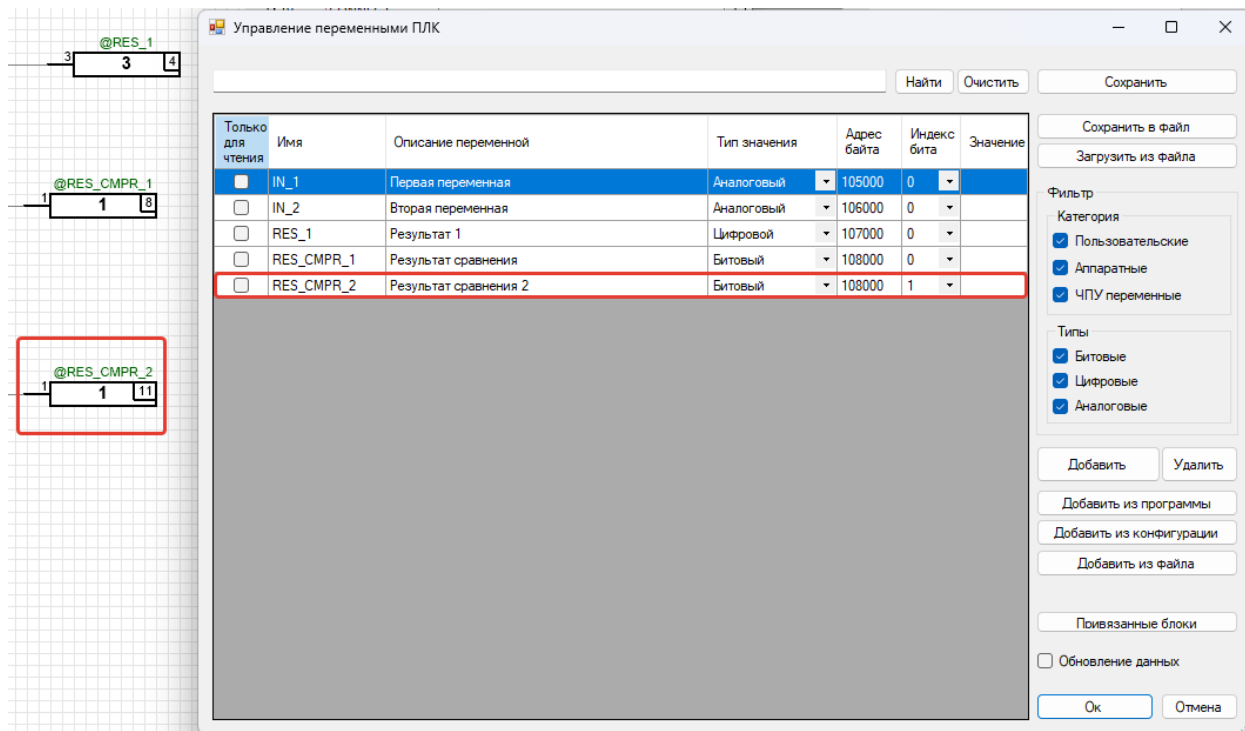 @RES_1
3 3 4
@RES_CMPR_1
1 1 8
@RES_CMPR_2
1 1 11
Управление переменными ПЛК
Найти Очистить Сохранить
Только для чтения Имя Описание переменной Тип значения Адрес байта Индекс бита Значение
IN_1 Первая переменная Аналоговый 105000 0
IN_2 Вторая переменная Аналоговый 106000 0
RES_1 Результат 1 Цифровой 107000 0
RES_CMPR_1 Результат сравнения Битовый 108000 0
RES_CMPR_2 Результат сравнения 2 Битовый 108000 1
Сохранить в файл
Загрузить из файла
Фильтр
Категория
Пользовательские
Аппаратные
ЧПУ переменные
Типы
Битовые
Цифровые
Аналоговые
Добавить Удалить
Добавить из программы
Добавить из конфигурации
Добавить из файла
Привязанные блоки
Обновление данных
Ок Отмена